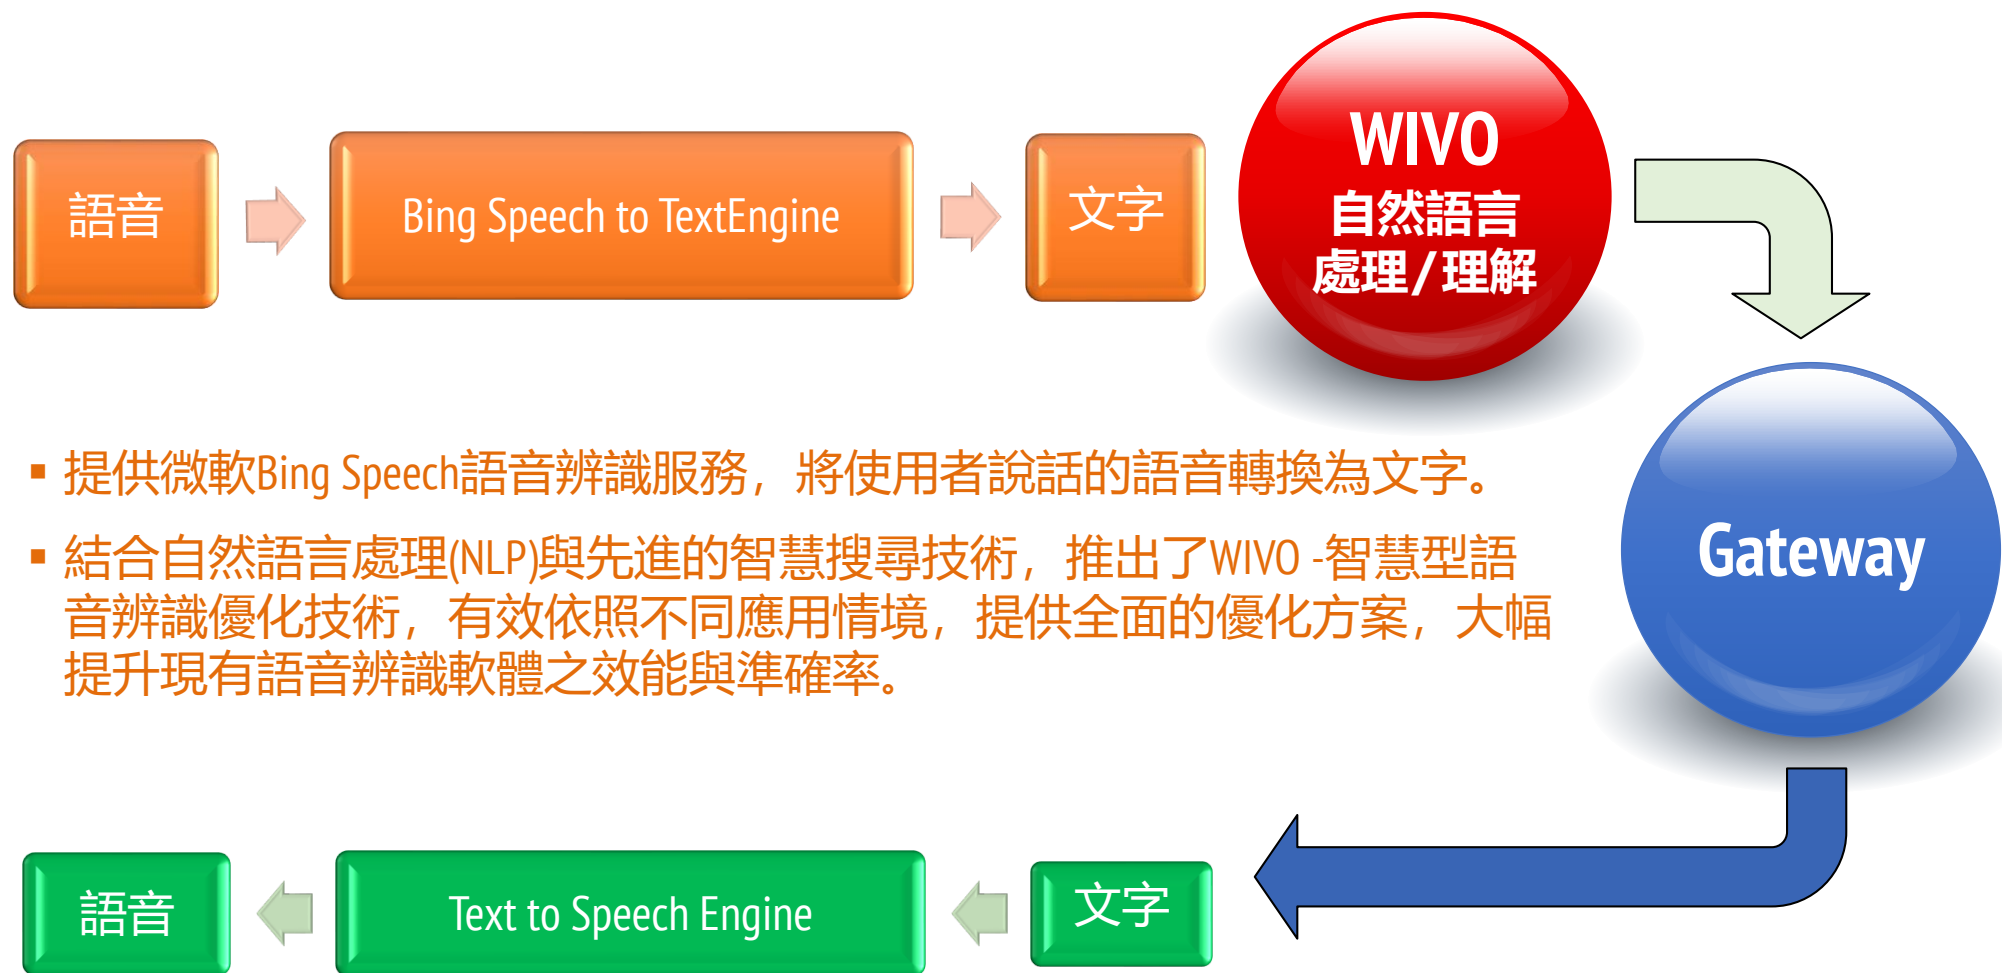 語音
Bing Speech to TextEngine
文字
WIVO
自然語言
處理/理解
▪ 提供微軟Bing Speech語音辨識服務，將使用者說話的語音轉換為文字。
▪ 結合自然語言處理(NLP)與先進的智慧搜尋技術，推出了WIVO -智慧型語
音辨識優化技術，有效依照不同應用情境，提供全面的優化方案，大幅
提升現有語音辨識軟體之效能與準確率。
Gateway
語音
Text to Speech Engine
文字